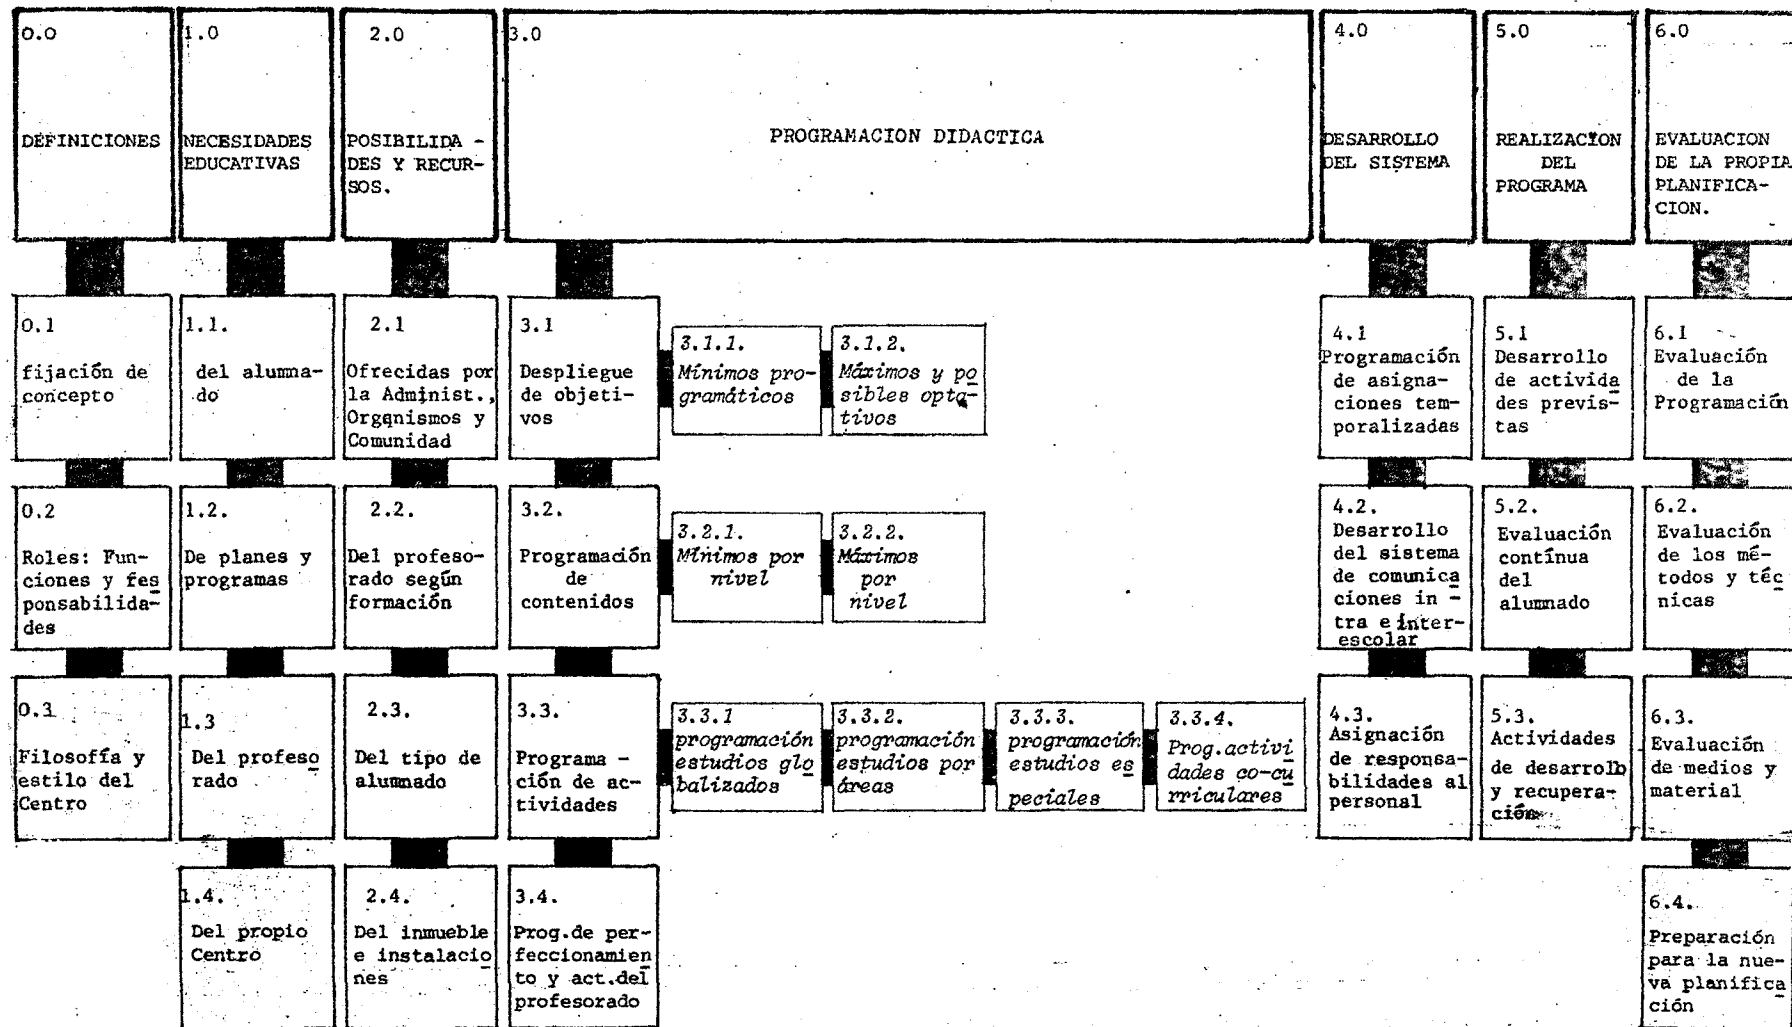 0.0
DEFINICIONES
1.0
NECESIDADES
EDUCATIVAS
2.0
POSIBILIDA -
DES Y RECUR-
SOS.
3.0
PROGRAMACION DIDACTICA
4.0
DESARROLLO
DEL SISTEMA
5.0
REALIZACION
DEL
PROGRAMA
6.0
EVALUACION
DE LA PROPIA
PLANIFICA-
CION.
0.1
fijación de
concepto
1.1.
del alumna-
do
2.1
Ofrecidas por
la Administ.,
Organismos y
Comunidad
3.1
Despliegue
de objeti-
vos
3.1.1.
Mínimos pro-
gramáticos
3.1.2.
Máximos y po
sibles opta-
tivos
4.1
Programación
de asigna-
ciones tem-
poralizadas
5.1
Desarrollo
de activida
des previs-
tas
6.1
Evaluación
de la
Programación
0.2
Roles: Fun-
ciones y fes
ponsabilida-
des
1.2.
De planes y
programas
2.2.
Del profeso-
rado según
formación
3.2.
Programación
de
contenidos
3.2.1.
Mínimos por
nivel
3.2.2.
Máximos
por
nivel
4.2.
Desarrollo
del sistema
de comunica
ciones in -
tra e inter-
escolar
5.2.
Evaluación
contínua
del
alumnado
6.2.
Evaluación
de los mé-
todos y téc
nicas
0.3
Filosofía y
estilo del
Centro
1.3
Del profeso
rado
2.3.
Del tipo de
alumnado
3.3.
Programa -
ción de ac-
tividades
3.3.1
programación
estudios glo
balizados
3.3.2.
programación
estudios por
áreas
3.3.3.
programación
estudios es
peciales
3.3.4.
Prog.activi
dades co-cu
rriculares
4.3.
Asignación
de responsa-
bilidades al
personal
5.3.
Actividades
de desarrollo
y recupera-
ción
6.3.
Evaluación
de medios y
material
1.4.
Del propio
Centro
2.4.
Del inmueble
e instalacio
nes
3.4.
Prog.de per-
feccionamien
to y act.del
profesorado
6.4.
Preparación
para la nue-
va planifica
ción